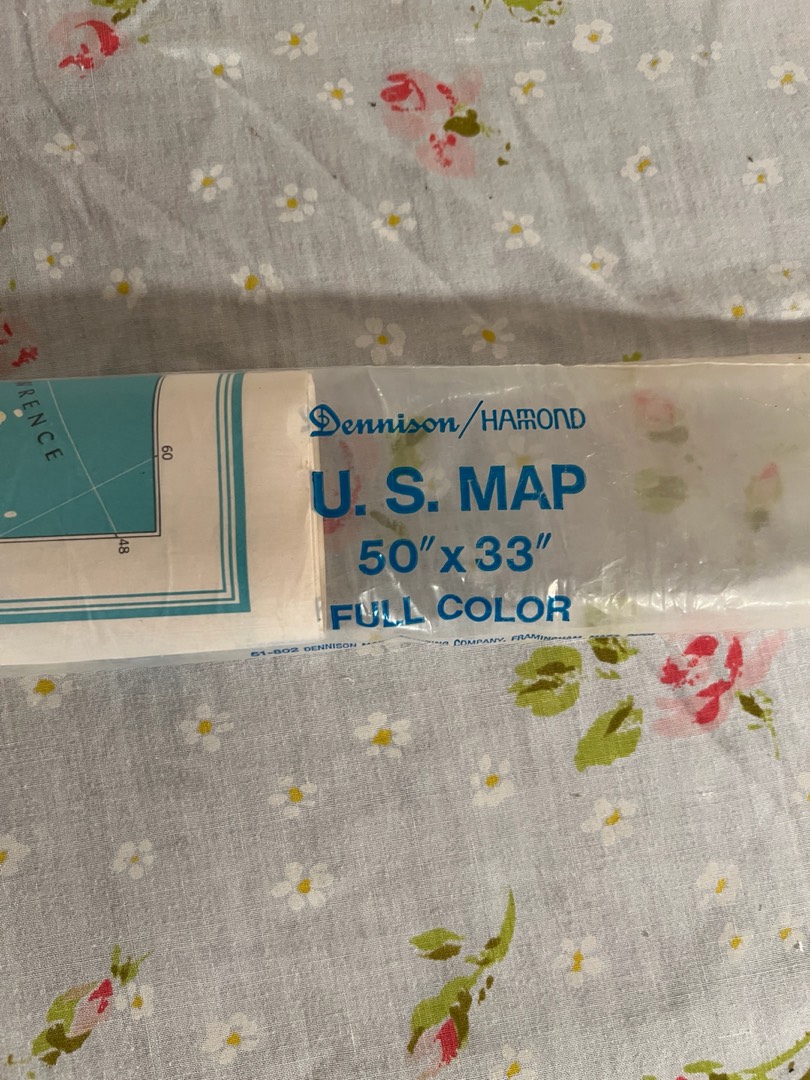 RENCE
60
48
Dennison/HAMMOND
U. S. MAP
50″ x 33″
FULL COLOR
51-802 DENNISON COMPANY, FRAMINGHAM,